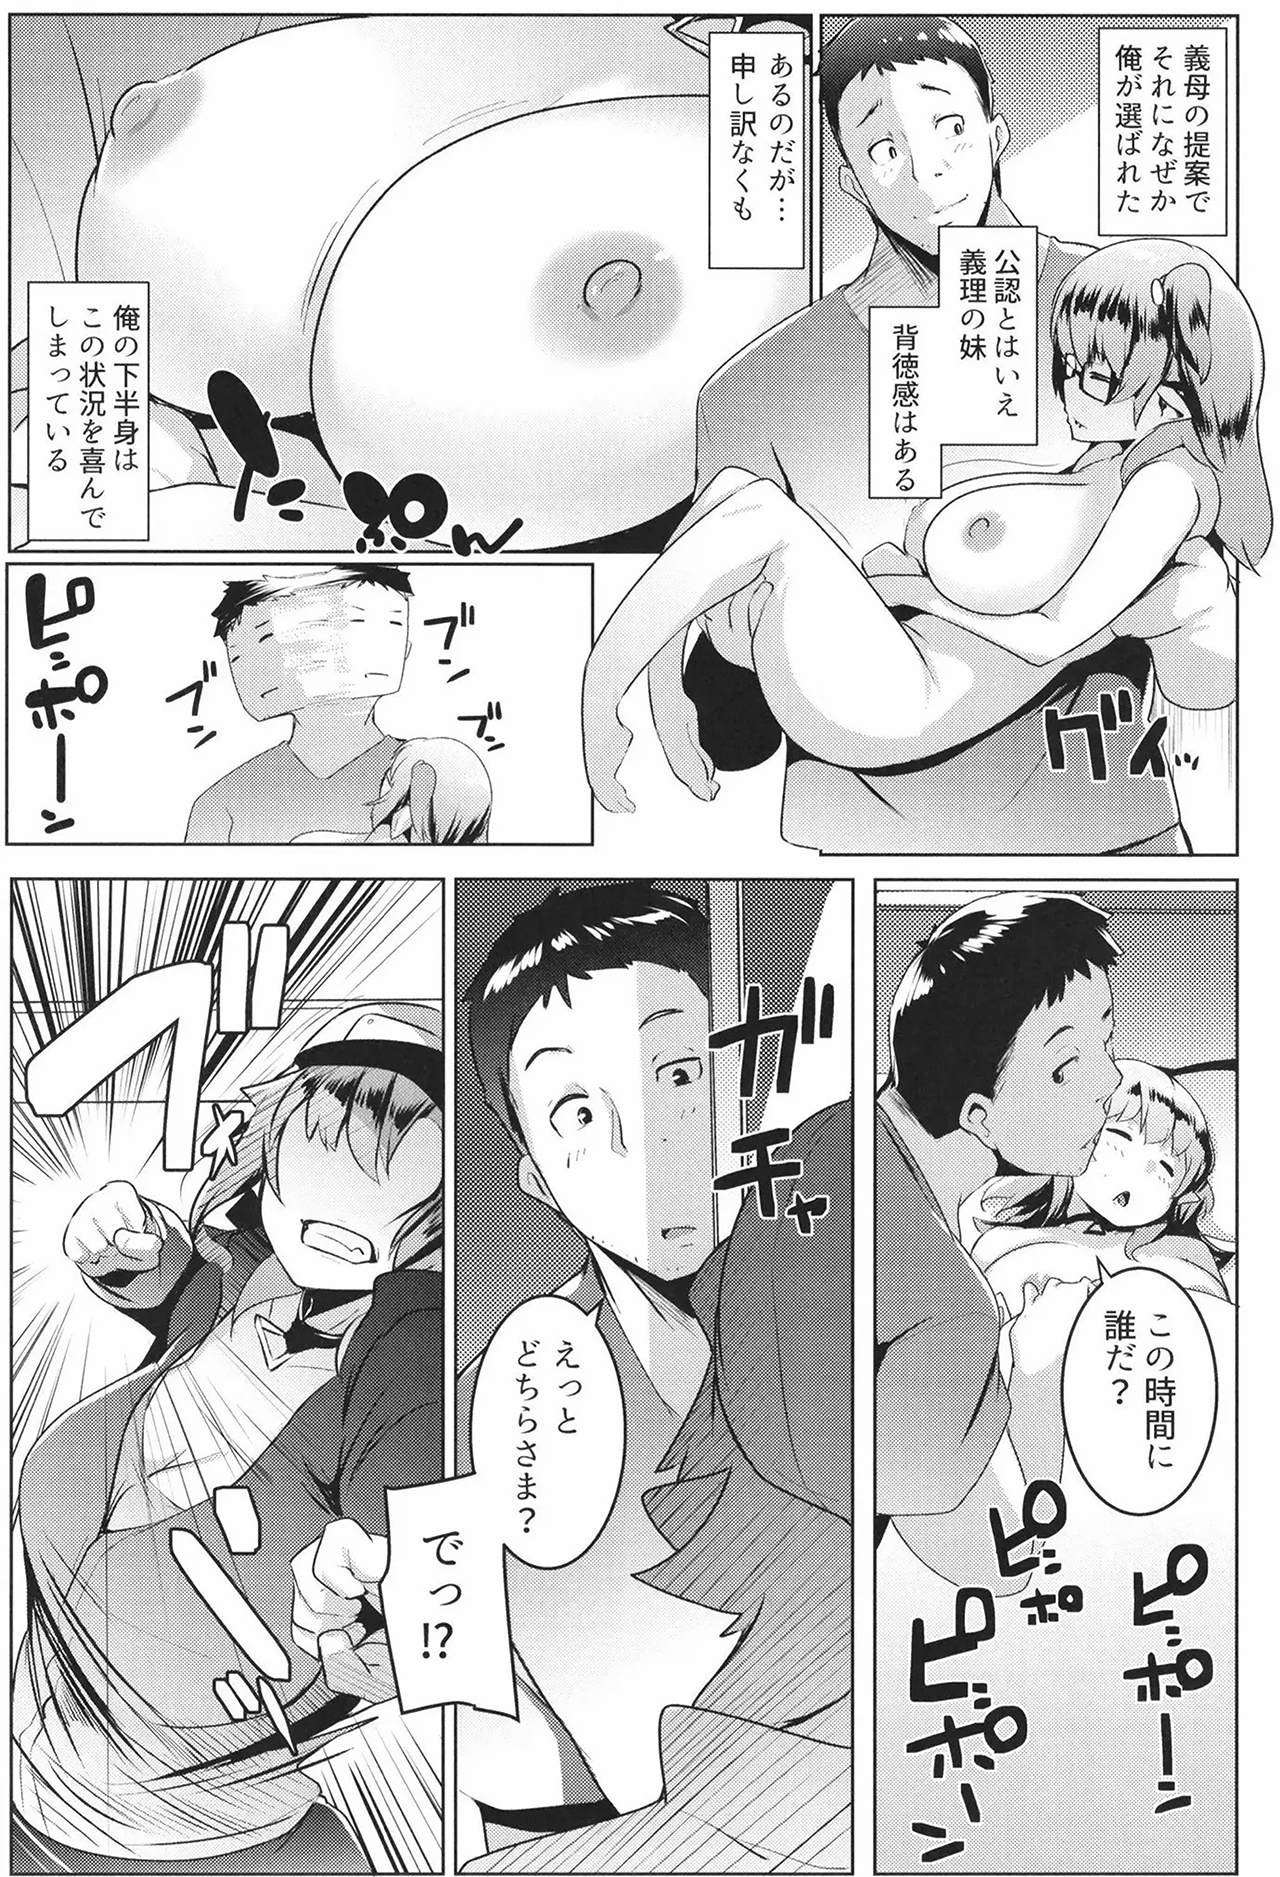 義母の提案で
それになぜか
俺が選ばれた
公認とはいえ
義理の妹
背徳感はある
グイッ
あるのだが…
申し訳なくも
俺の下半身は
この状況を喜んで
しまっている
たぷん
ブン
ブン
ブン
ピンポーン
この時間に
誰だ？
ピンポ
ピンポーン
ピンポーン
ガチャ
えっと
どちらさま？
でっ!?